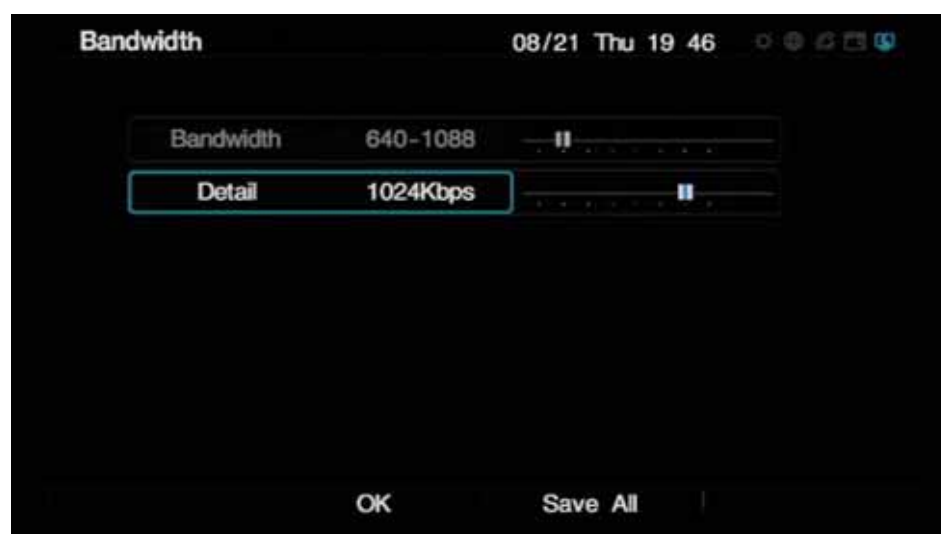 Bandwidth 08/21 Thu 19 46
Bandwidth 640-1088
Detail 1024Kbps
OK Save All